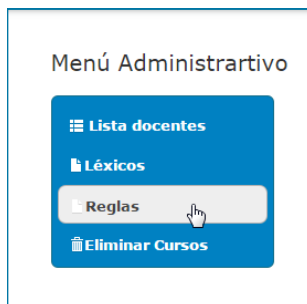 Menú Administrartivo
Lista docentes
Léxicos
Reglas
Eliminar Cursos